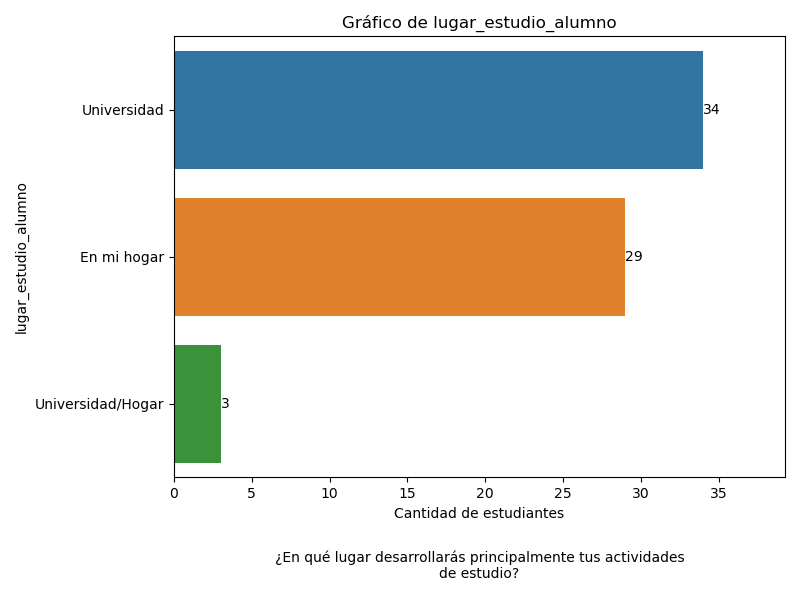 Gráfico de lugar_estudio_alumno
lugar_estudio_alumno
Universidad
34
En mi hogar
29
Universidad/Hogar
3
0 5 10 15 20 25 30 35
Cantidad de estudiantes
¿En qué lugar desarrollarás principalmente tus actividades
de estudio?